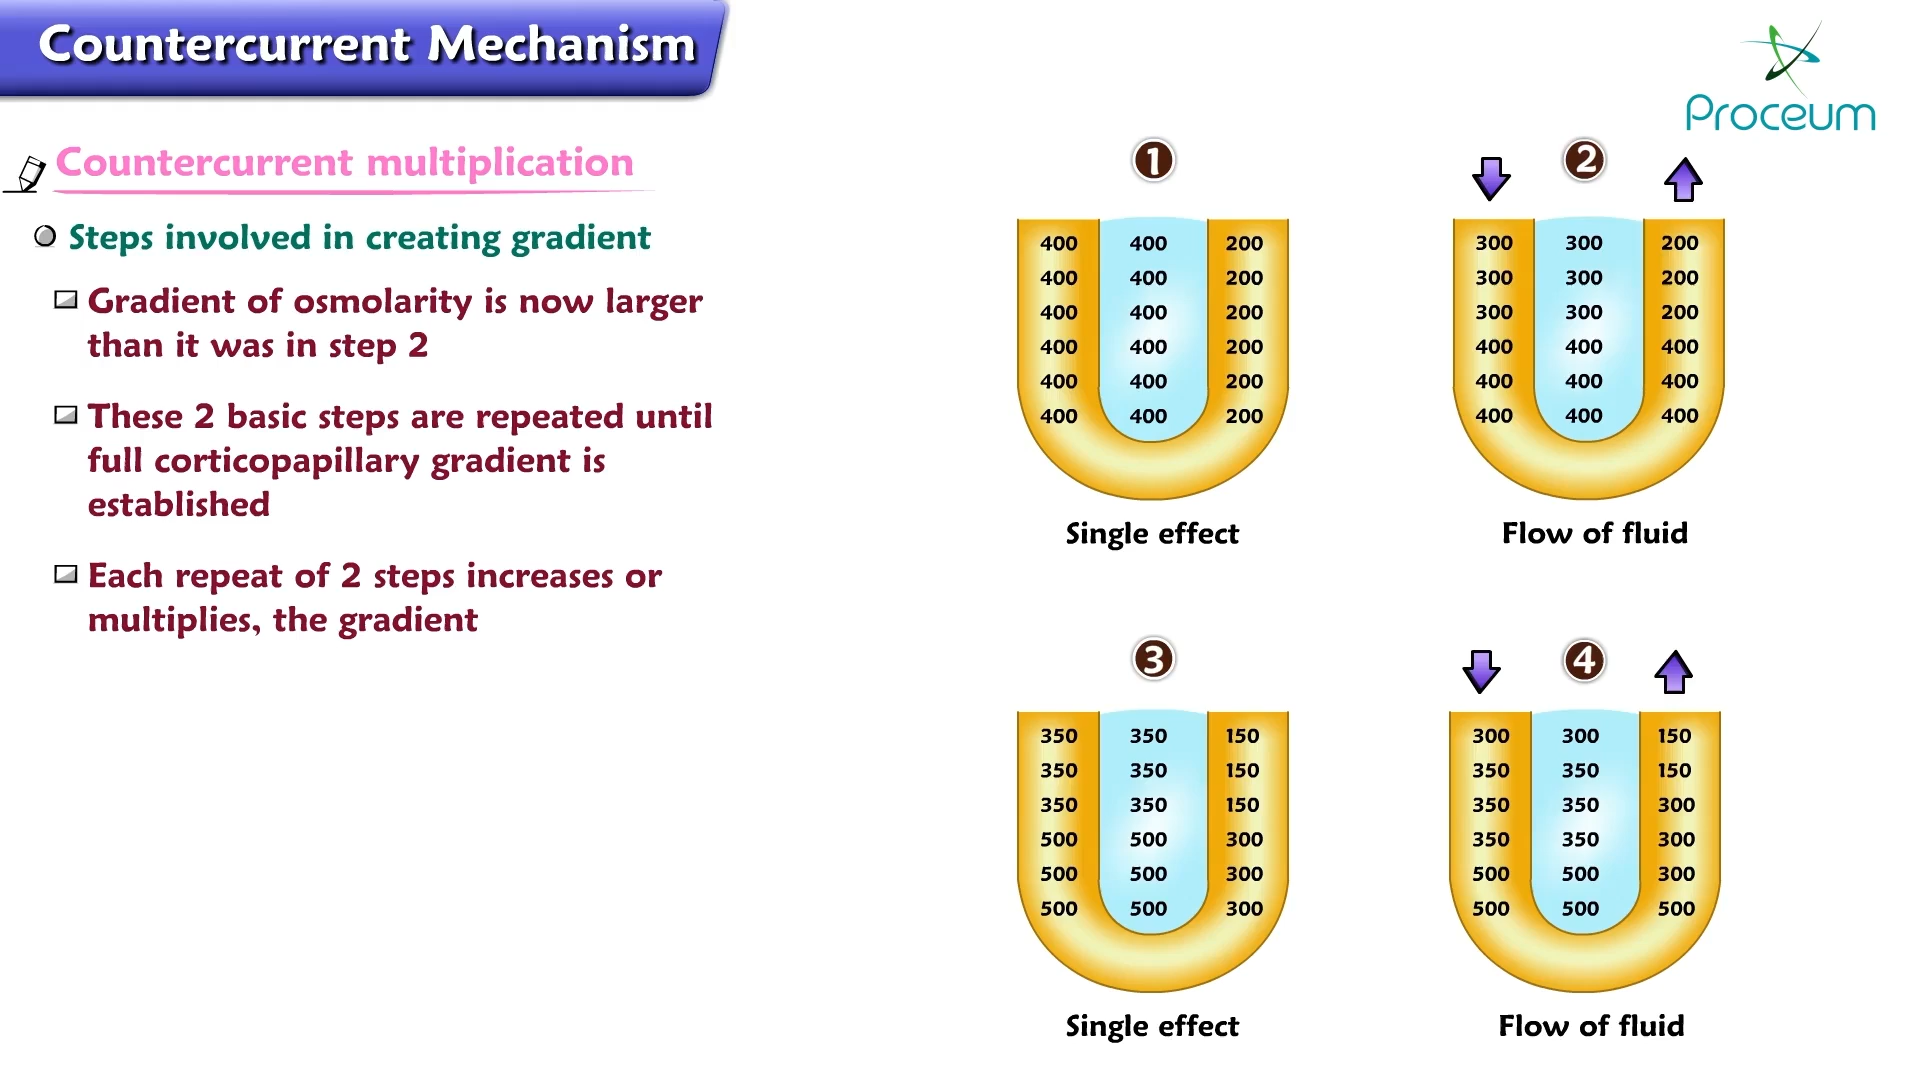 Countercurrent Mechanism
Proceum
Countercurrent multiplication
Steps involved in creating gradient
Gradient of osmolarity is now larger
than it was in step 2
These 2 basic steps are repeated until
full corticopapillary gradient is
established
Each repeat of 2 steps increases or
multiplies, the gradient
1
400 400 200
400 400 200
400 400 200
400 400 200
400 400 200
400 400 200
Single effect
2
300 300 200
300 300 200
300 300 200
400 400 400
400 400 400
400 400 400
Flow of fluid
3
350 350 150
350 350 150
350 350 150
500 500 300
500 500 300
500 500 300
Single effect
4
300 300 150
350 350 150
350 350 300
350 350 300
500 500 300
500 500 500
Flow of fluid